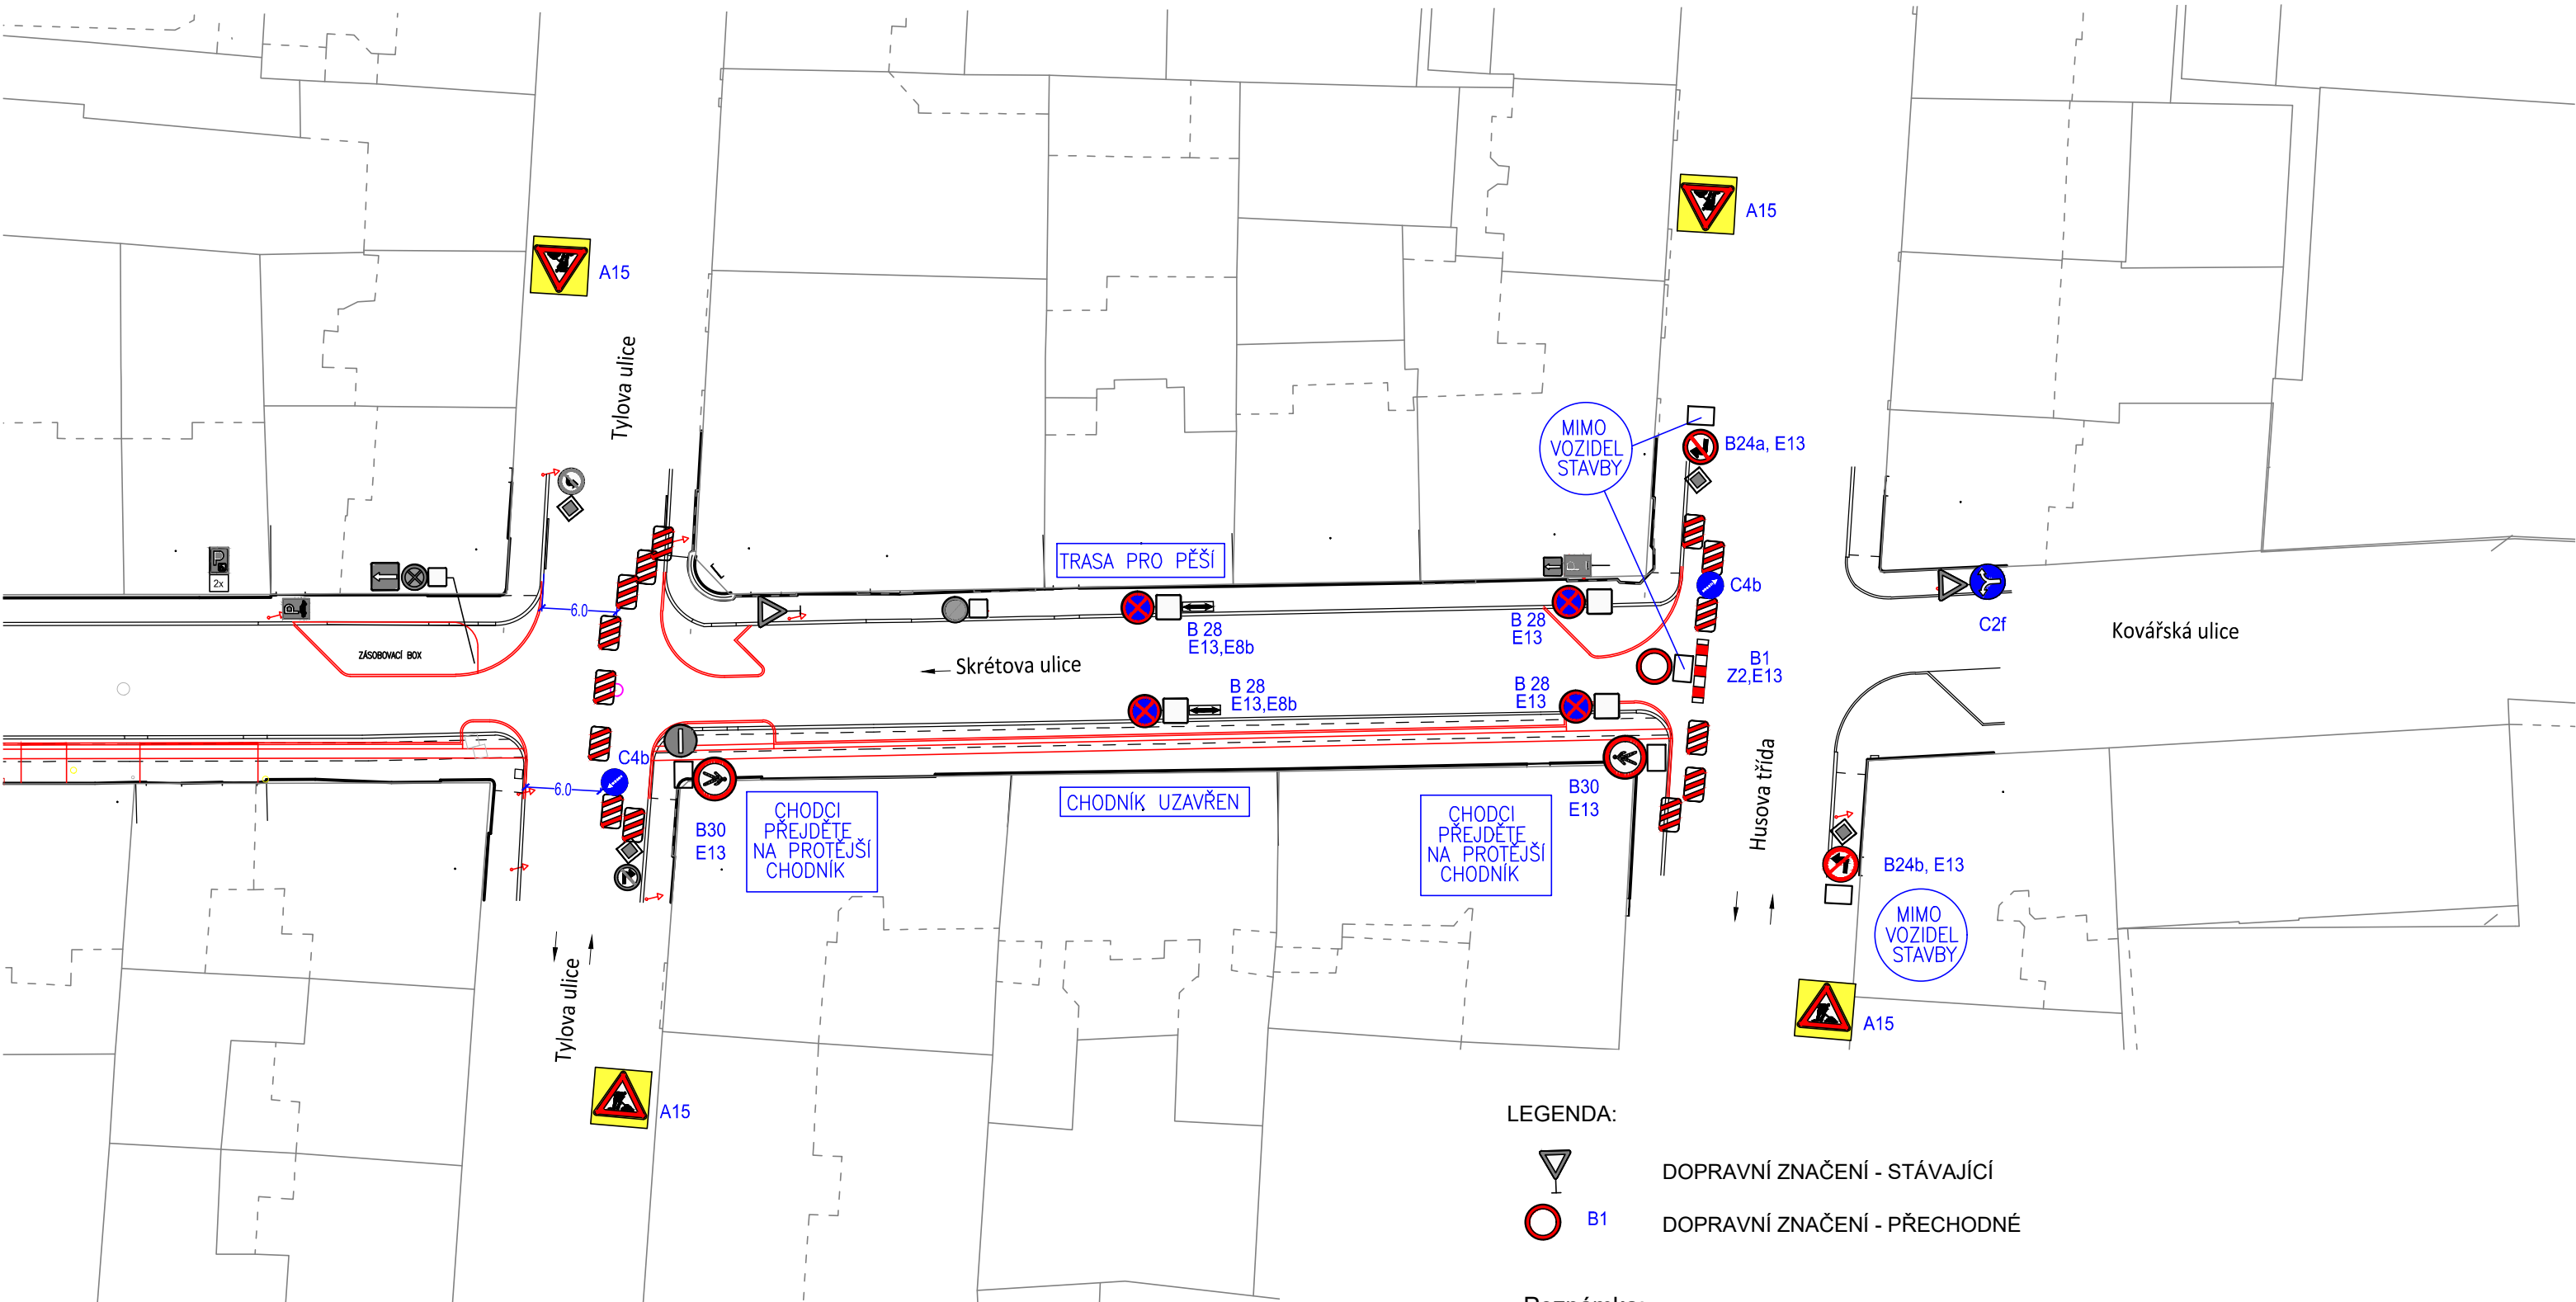 A15
A15
Tylova ulice
MIMO
VOZIDEL
STAVBY
B24a, E13
P
2x
TRASA PRO PĚŠÍ
P
C4b
6.0
P
B 28
E13,E8b
B 28
E13
C2f
Kovářská ulice
ZÁSOBOVACÍ BOX
Skrétova ulice
B1
Z2,E13
B 28
E13,E8b
B 28
E13
C4b
6.0
Husova třída
CHODNÍK UZAVŘEN
B30
E13
B30
E13
CHODCI
PŘEJDĚTE
NA PROTĚJŠÍ
CHODNÍK
CHODCI
PŘEJDĚTE
NA PROTĚJŠÍ
CHODNÍK
B24b, E13
MIMO
VOZIDEL
STAVBY
Tylova ulice
A15
A15
LEGENDA:
DOPRAVNÍ ZNAČENÍ - STÁVAJÍCÍ
B1
DOPRAVNÍ ZNAČENÍ - PŘECHODNÉ